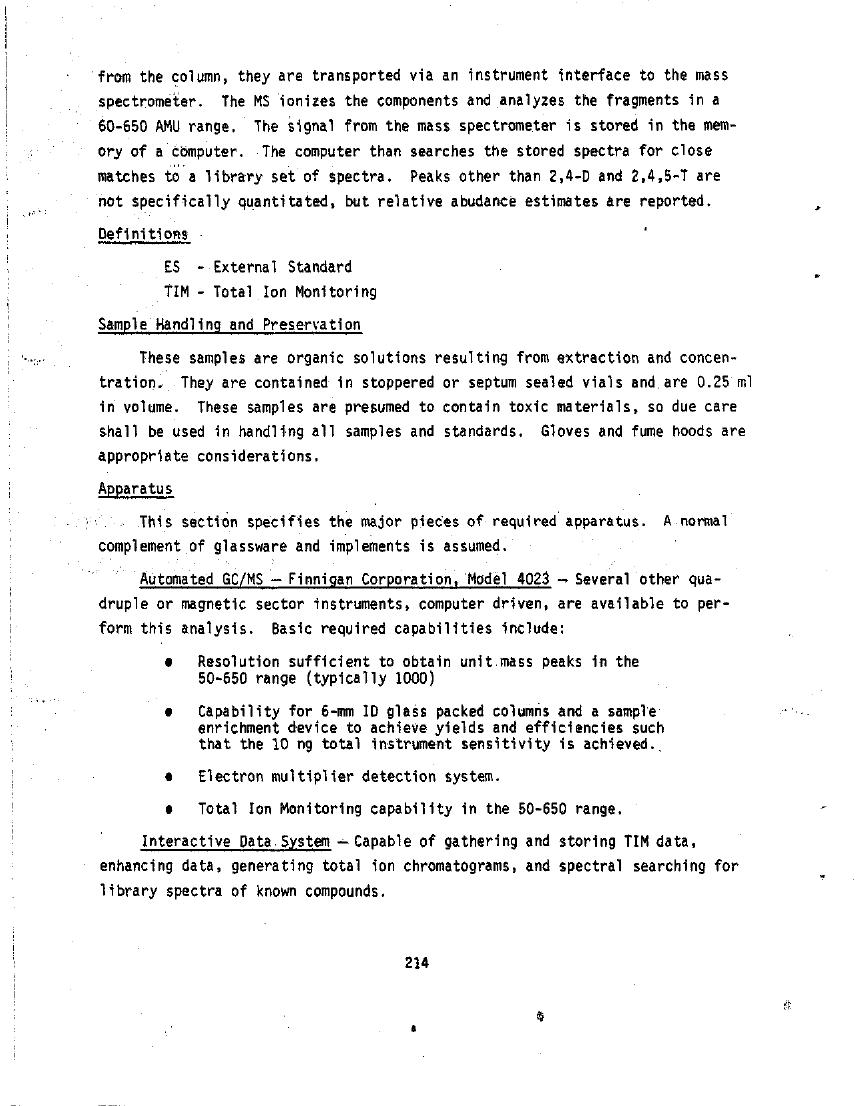 from the column, they are transported via an instrument interface to the mass
spectrometer. The MS ionizes the components and analyzes the fragments in a
60-650 AMU range. The signal from the mass spectrometer is stored in the mem-
ory of a computer. The computer than searches the stored spectra for close
matches to a library set of spectra. Peaks other than 2,4-D and 2,4,5-T are
not specifically quantitated, but relative abudance estimates are reported.
Definitions
ES - External Standard
TIM - Total Ion Monitoring
Sample Handling and Preservation
These samples are organic solutions resulting from extraction and concen-
tration. They are contained in stoppered or septum sealed vials and are 0.25 ml
in volume. These samples are presumed to contain toxic materials, so due care
shall be used in handling all samples and standards. Gloves and fume hoods are
appropriate considerations.
Apparatus
This section specifies the major pieces of required apparatus. A normal
complement of glassware and implements is assumed.
Automated GC/MS — Finnigan Corporation, Model 4023 — Several other qua-
druple or magnetic sector instruments, computer driven, are available to per-
form this analysis. Basic required capabilities include:
• Resolution sufficient to obtain unit mass peaks in the
50-650 range (typically 1000)
• Capability for 6-mm ID glass packed columns and a sample
enrichment device to achieve yields and efficiencies such
that the 10 ng total instrument sensitivity is achieved.
• Electron multiplier detection system.
• Total Ion Monitoring capability in the 50-650 range.
Interactive Data System — Capable of gathering and storing TIM data,
enhancing data, generating total ion chromatograms, and spectral searching for
library spectra of known compounds.
214